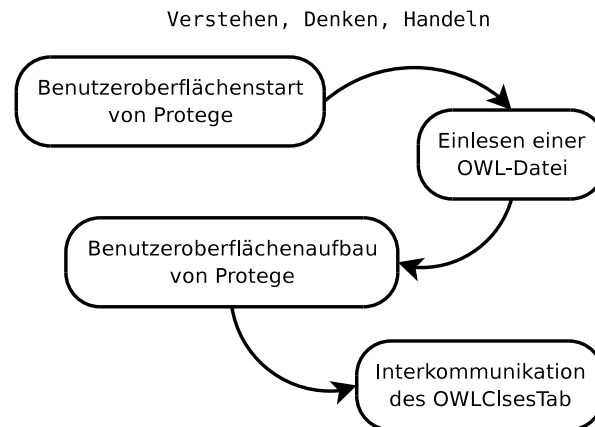 Verstehen, Denken, Handeln
Benutzeroberflächenstart
von Protege
Einlesen einer
OWL-Datei
Benutzeroberflächenaufbau
von Protege
Interkommunikation
des OWLClsesTab